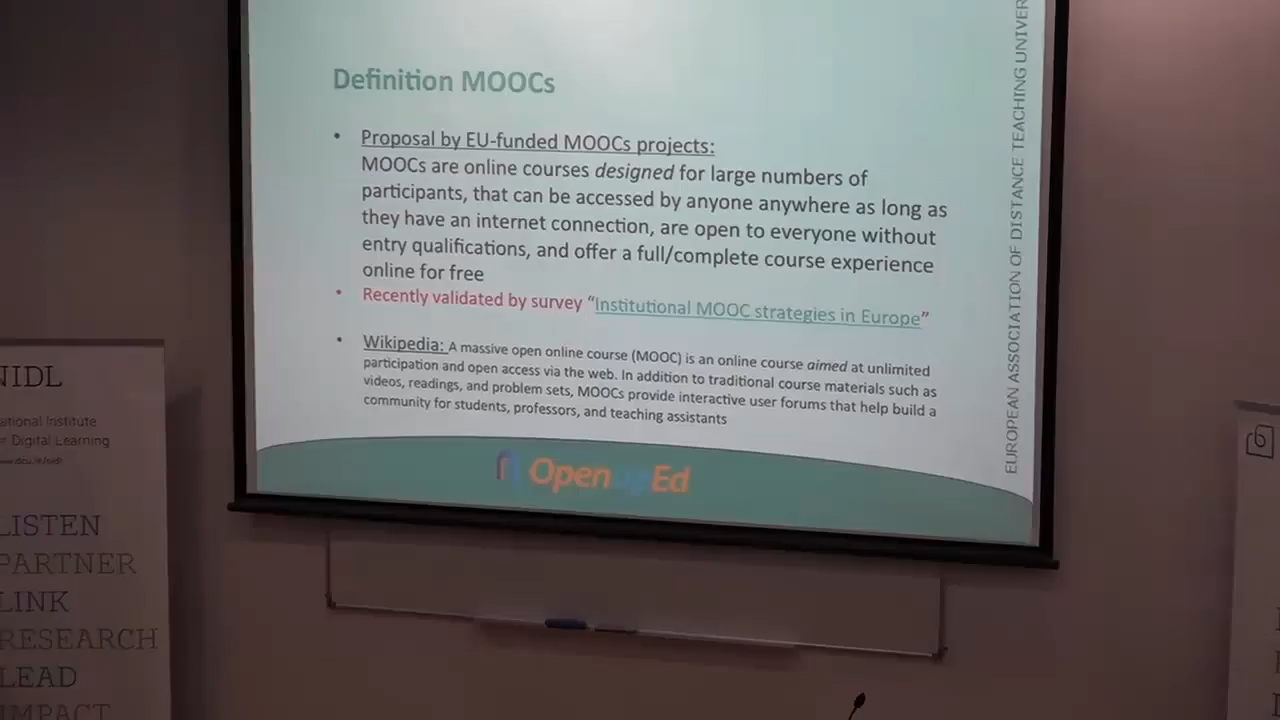 Definition MOOCs
• Proposal by EU-funded MOOCs projects:
MOOCs are online courses designed for large numbers of
participants, that can be accessed by anyone anywhere as long as
they have an internet connection, are open to everyone without
entry qualifications, and offer a full/complete course experience
online for free
• Recently validated by survey “Institutional MOOC strategies in Europe”
• Wikipedia: A massive open online course (MOOC) is an online course aimed at unlimited
participation and open access via the web. In addition to traditional course materials such as
videos, readings, and problem sets, MOOCs provide interactive user forums that help build a
community for students, professors, and teaching assistants
OpenupEd
EUROPEAN ASSOCIATION OF DISTANCE TEACHING UNIVER
NIDL
ational Institute
r Digital Learning
LISTEN
PARTNER
LINK
RESEARCH
LEAD
IMPACT